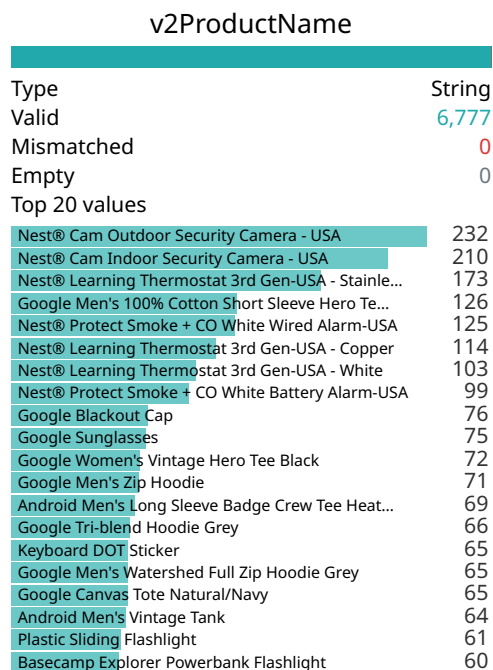 v2ProductName
Type String
Valid 6,777
Mismatched 0
Empty 0
Top 20 values
Nest® Cam Outdoor Security Camera - USA 232
Nest® Cam Indoor Security Camera - USA 210
Nest® Learning Thermostat 3rd Gen-USA - Stainle... 173
Google Men's 100% Cotton Short Sleeve Hero Te... 126
Nest® Protect Smoke + CO White Wired Alarm-USA 125
Nest® Learning Thermostat 3rd Gen-USA - Copper 114
Nest® Learning Thermostat 3rd Gen-USA - White 103
Nest® Protect Smoke + CO White Battery Alarm-USA 99
Google Blackout Cap 76
Google Sunglasses 75
Google Women's Vintage Hero Tee Black 72
Google Men's Zip Hoodie 71
Android Men's Long Sleeve Badge Crew Tee Heat... 69
Google Tri-blend Hoodie Grey 66
Keyboard DOT Sticker 65
Google Men's Watershed Full Zip Hoodie Grey 65
Google Canvas Tote Natural/Navy 65
Android Men's Vintage Tank 64
Plastic Sliding Flashlight 61
Basecamp Explorer Powerbank Flashlight 60